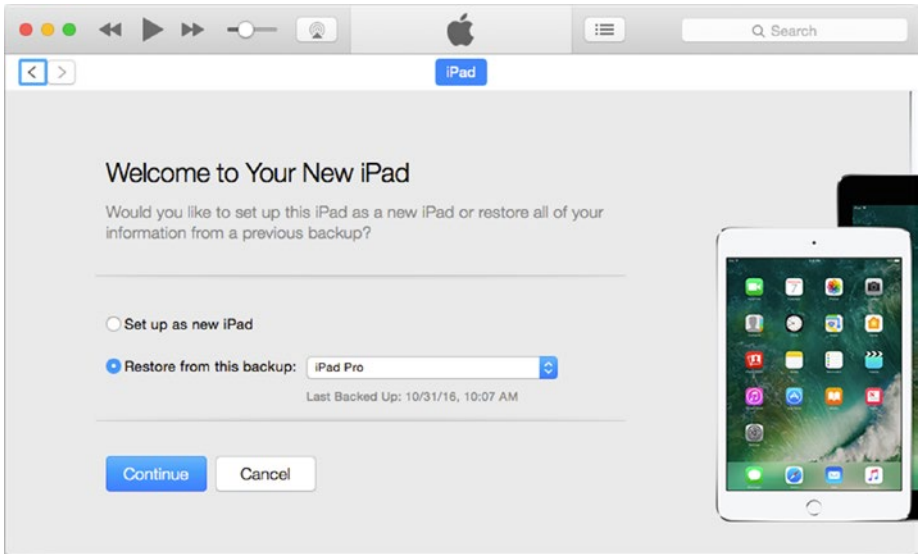 Search
iPad
Welcome to Your New iPad
Would you like to set up this iPad as a new iPad or restore all of your
information from a previous backup?
Set up as new iPad
Restore from this backup: iPad Pro
Last Backed Up: 10/31/16, 10:07 AM
Continue Cancel